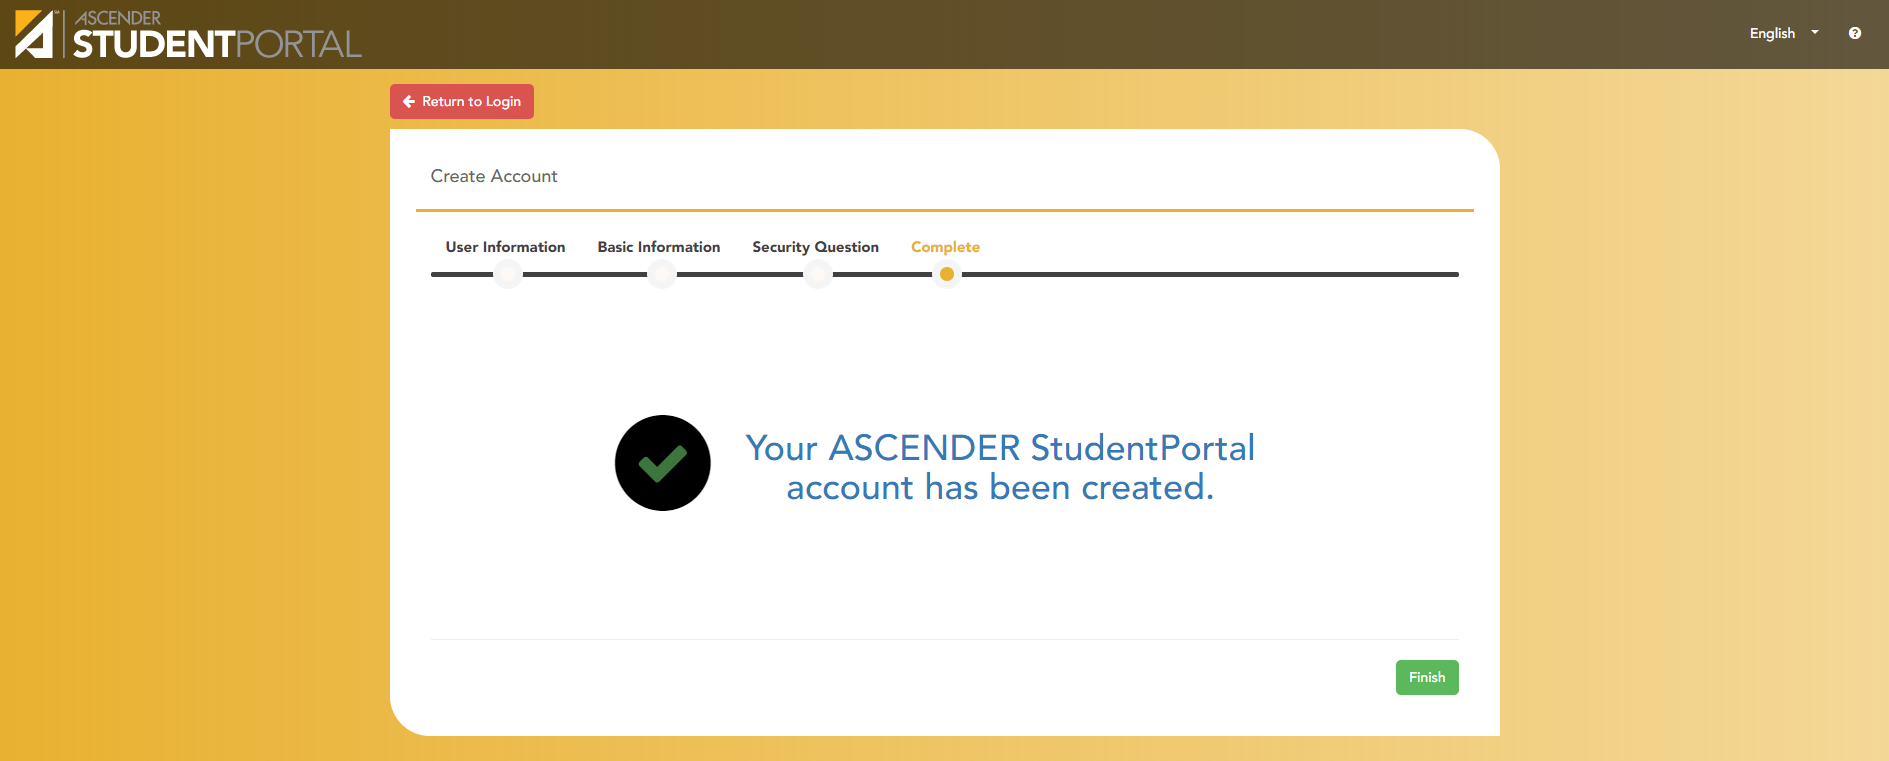 ASCENDER
STUDENTPORTAL
English
Return to Login
Create Account
User Information
Basic Information
Security Question
Complete
Your ASCENDER StudentPortal
account has been created.
Finish